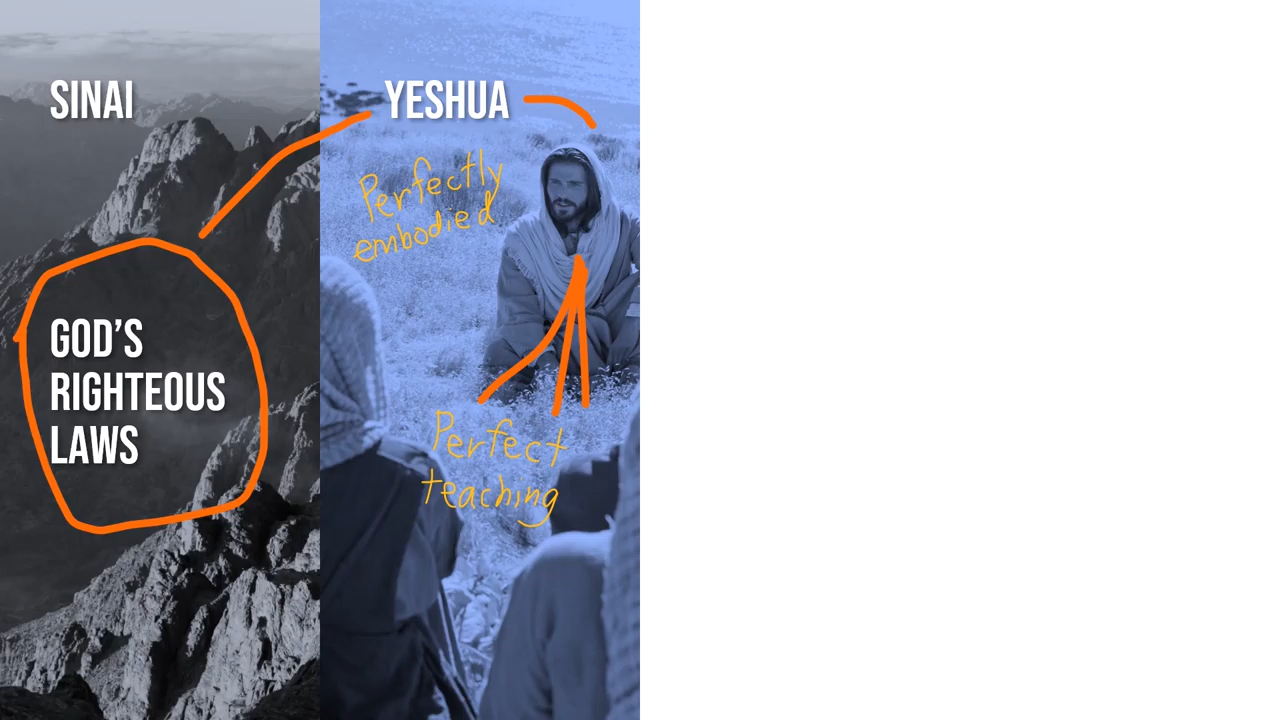 SINAI
YESHUA
Perfectly
embodied
GOD'S
RIGHTEOUS
LAWS
Perfect
teaching